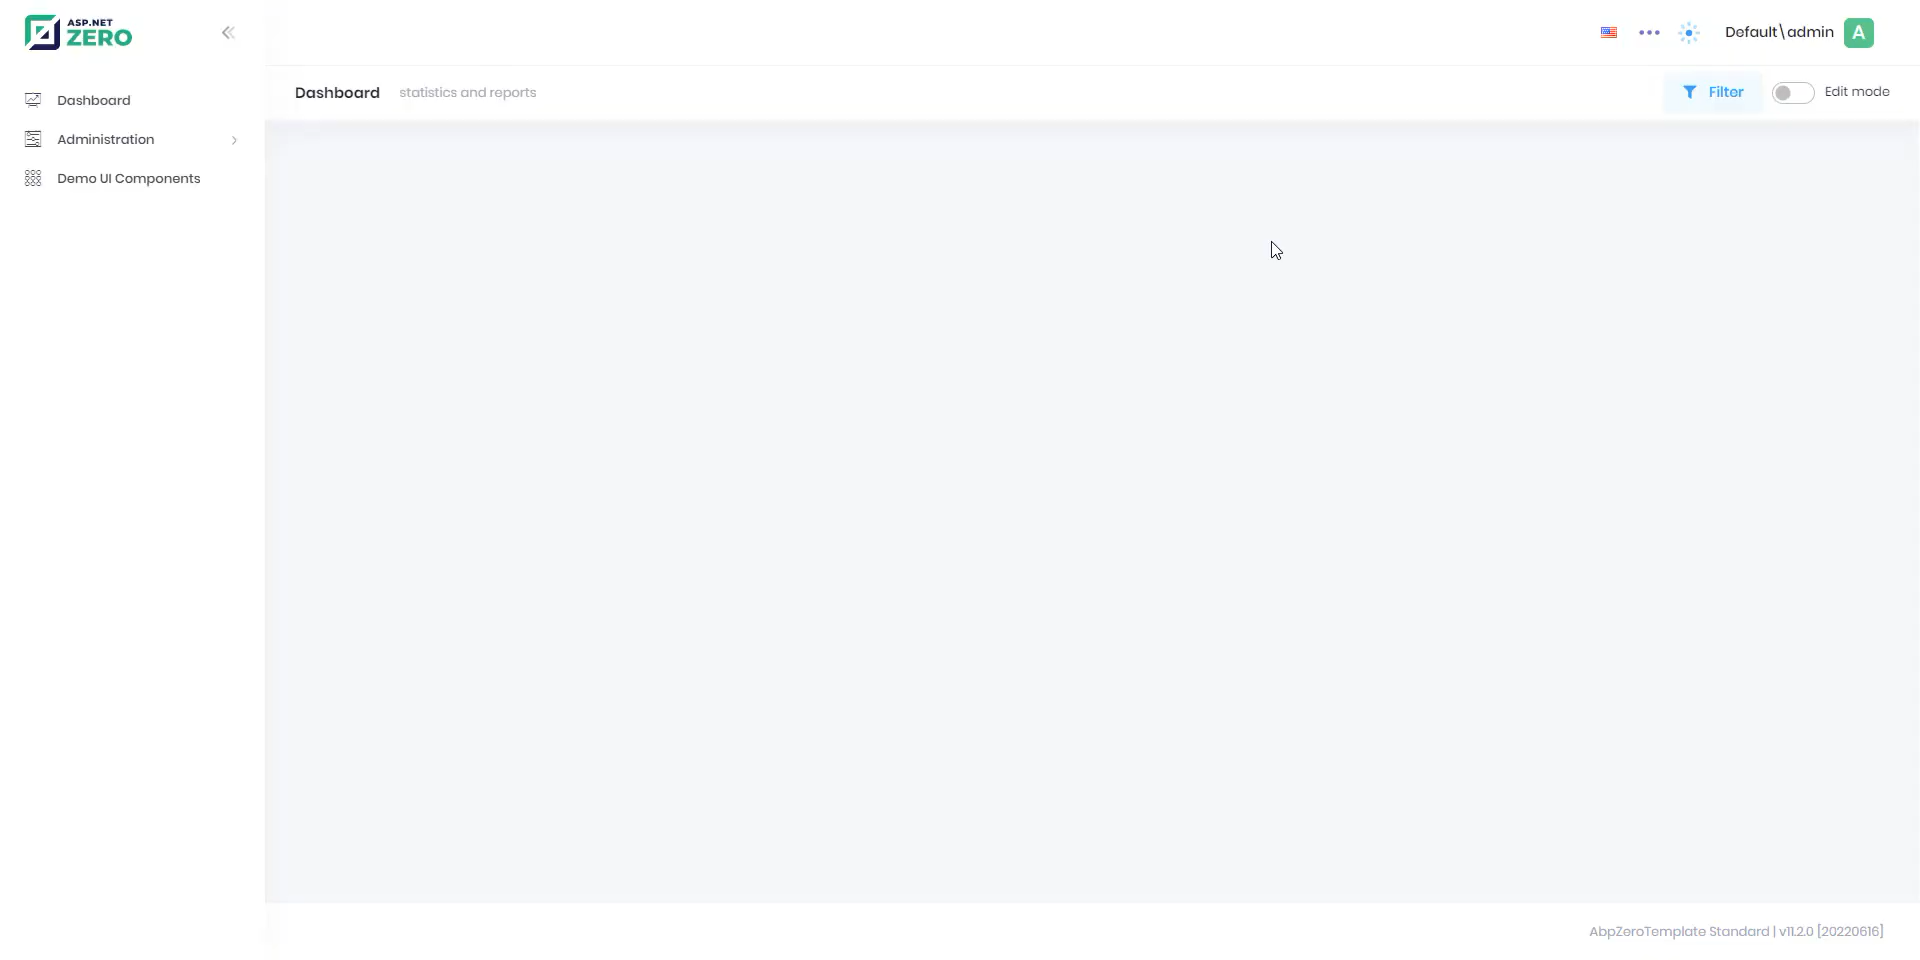 ASP.NET
ZERO
Default\admin
A
Dashboard
Administration
Demo UI Components
Dashboard
statistics and reports
Filter
Edit mode
AbpZeroTemplate Standard | v11.2.0 [20220616]